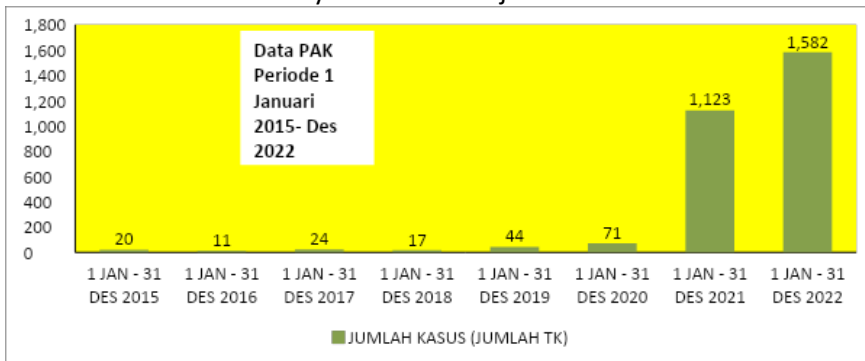 1,800
1,600
1,400
1,200
1,000
800
600
400
200
0
Data PAK
Periode 1
Januari
2015- Des
2022
20
11
24
17
44
71
1,123
1,582
1 JAN - 31 DES 2015
1 JAN - 31 DES 2016
1 JAN - 31 DES 2017
1 JAN - 31 DES 2018
1 JAN - 31 DES 2019
1 JAN - 31 DES 2020
1 JAN - 31 DES 2021
1 JAN - 31 DES 2022
JUMLAH KASUS (JUMLAH TK)